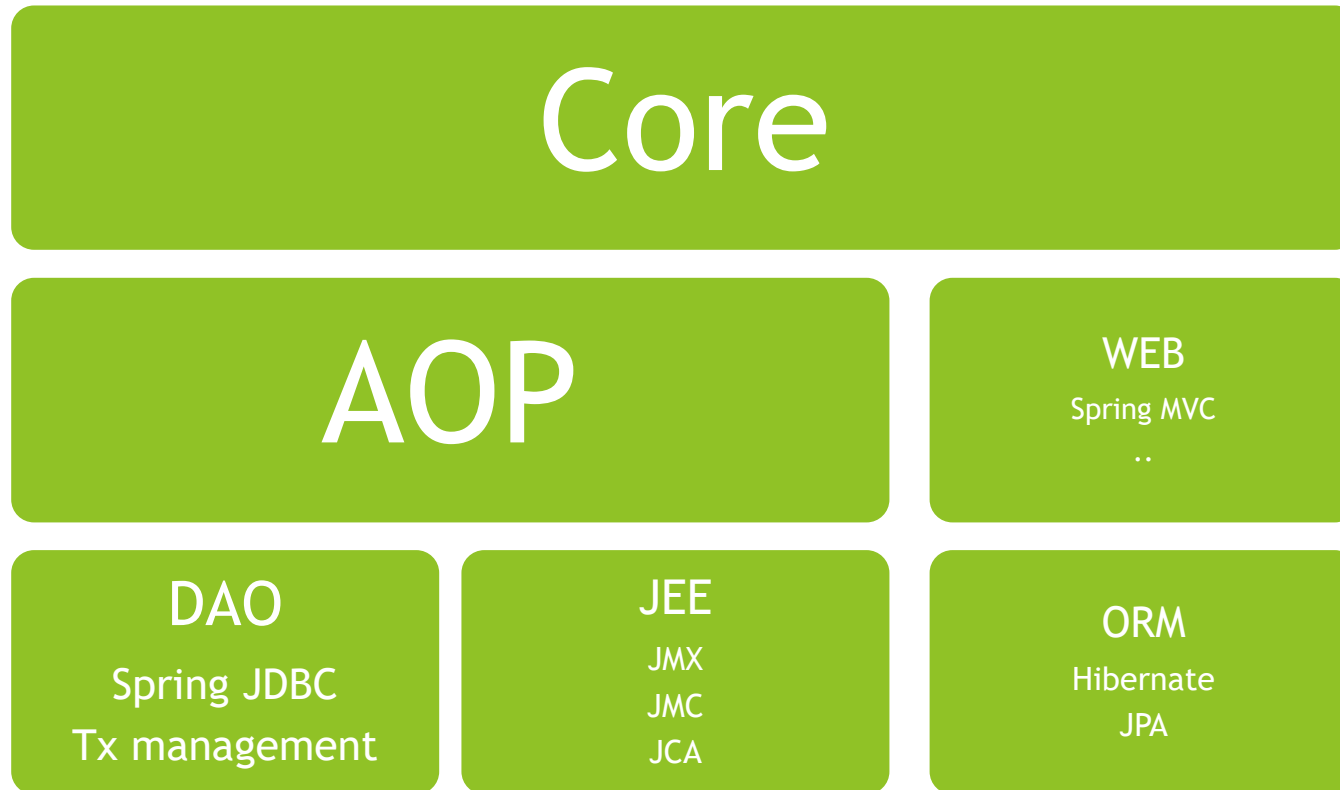 Core
AOP
WEB
Spring MVC
..
DAO
Spring JDBC
Tx management
JEE
JMX
JMC
JCA
ORM
Hibernate
JPA